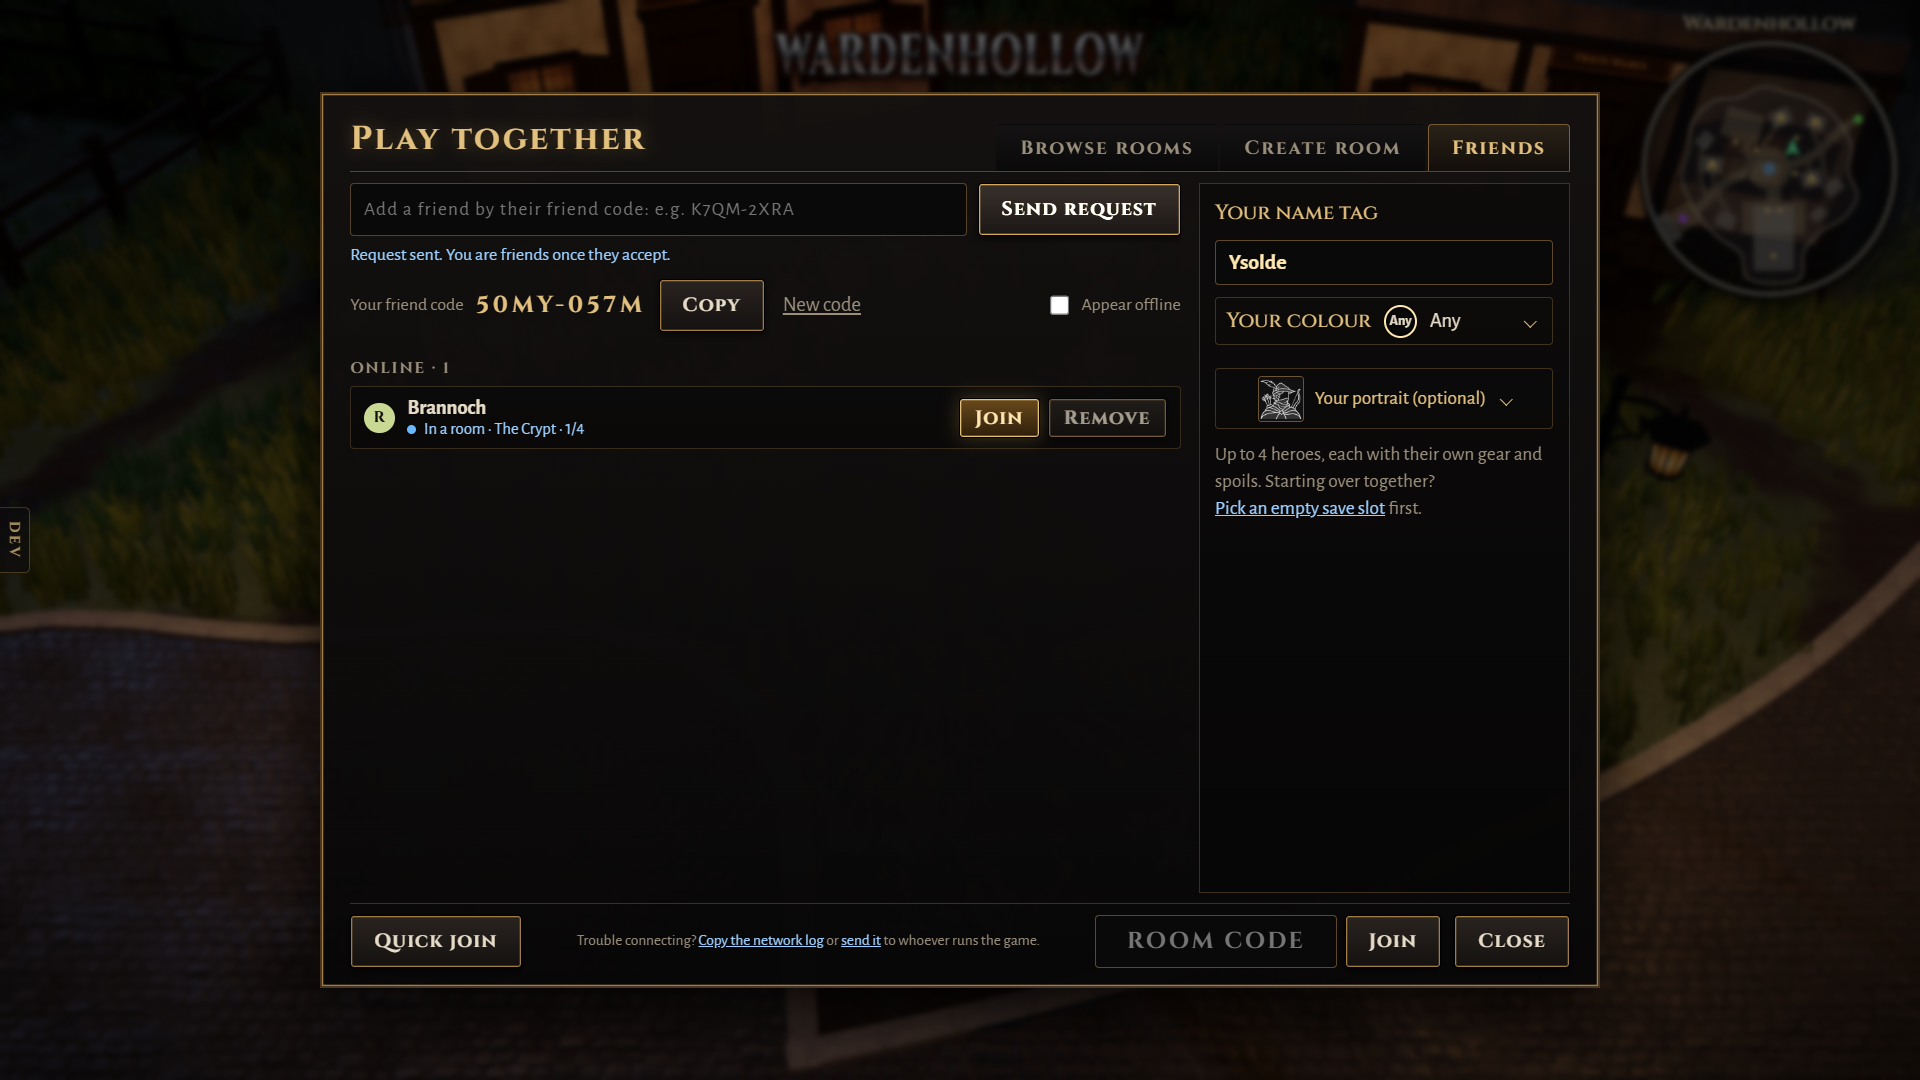 WARDENHOLLOW
WARDENHOLLOW
PLAY TOGETHER
BROWSE ROOMS
CREATE ROOM
FRIENDS
Add a friend by their friend code: e.g. K7QM-2XRA
SEND REQUEST
Request sent. You are friends once they accept.
Your friend code 50MY-057M
COPY
New code
Appear offline
ONLINE · 1
R
Brannoch
In a room · The Crypt · 1/4
JOIN
REMOVE
YOUR NAME TAG
Ysolde
YOUR COLOUR
Any
Any
Your portrait (optional)
Up to 4 heroes, each with their own gear and
spoils. Starting over together?
Pick an empty save slot first.
DEV
QUICK JOIN
Trouble connecting? Copy the network log or send it to whoever runs the game.
ROOM CODE
JOIN
CLOSE